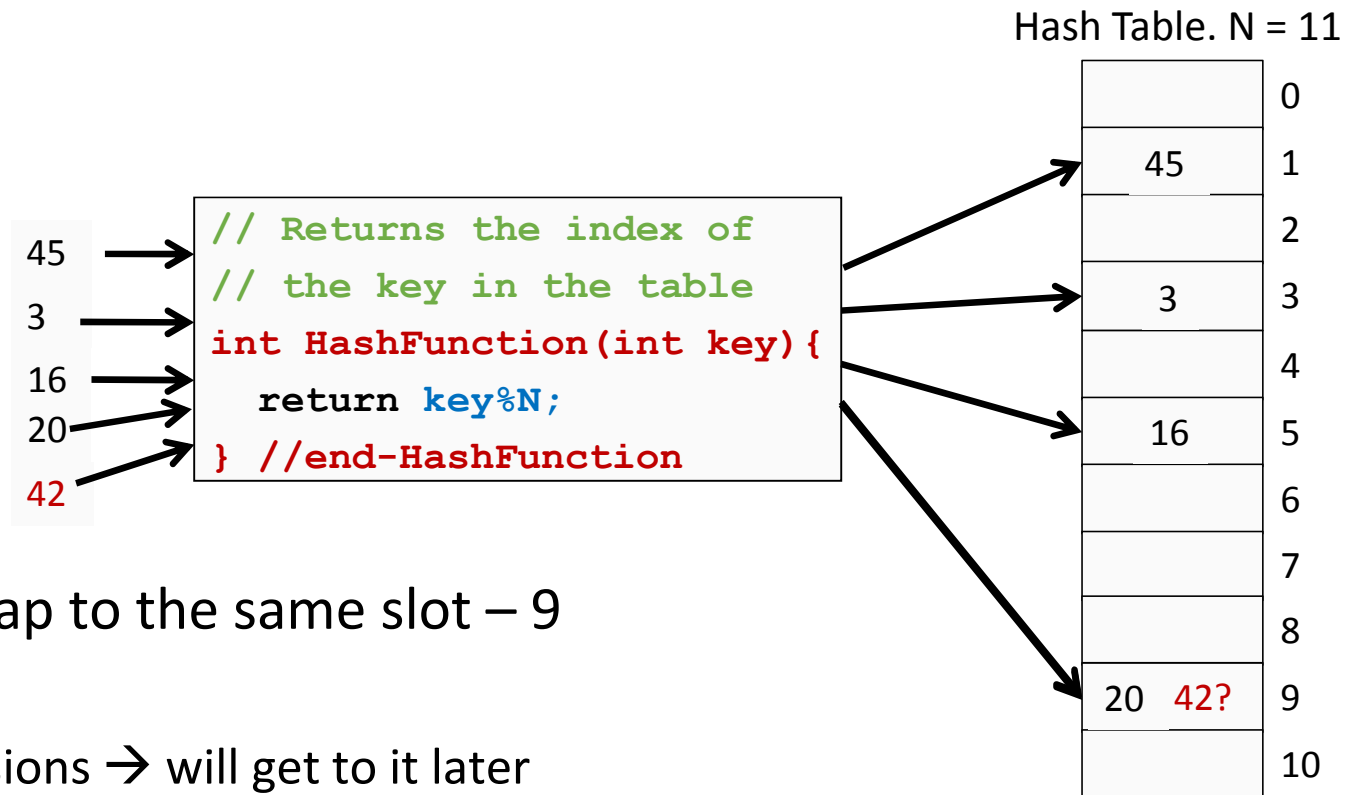 Hash Table. N = 11
45
3
16
20
42
// Returns the index of
// the key in the table
int HashFunction(int key){
return key%N;
} //end-HashFunction
0
45 1
2
3 3
4
16 5
6
7
8
20 42? 9
10
to the same slot – 9
→ will get to it later